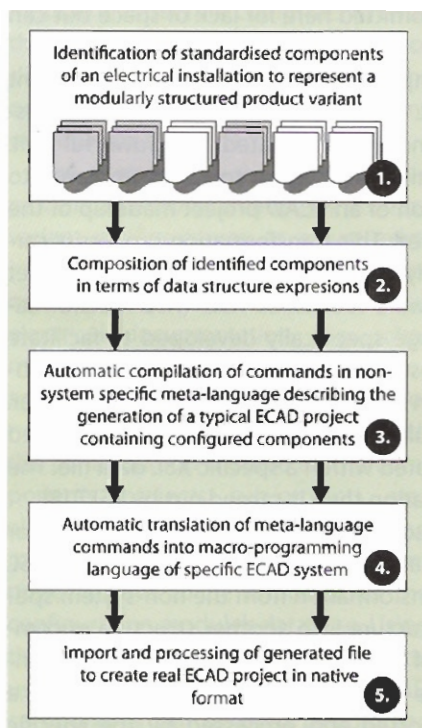 Identification of standardised components
of an electrical installation to represent a
modularly structured product variant
1.
Composition of identified components
in terms of data structure expresions
2.
Automatic compilation of commands in non-
system specific meta-language describing the
generation of a typical ECAD project
containing configured components
3.
Automatic translation of meta-language
commands into macro-programming
language of specific ECAD system
4.
Import and processing of generated file
to create real ECAD project in native
format
5.